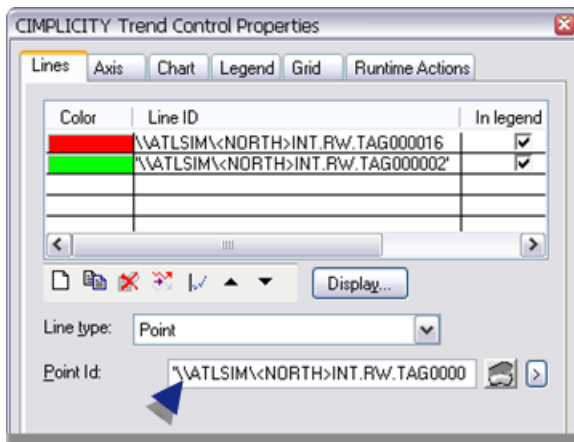 CIMPLICITY Trend Control Properties
Lines Axis Chart Legend Grid Runtime Actions
Color Line ID In legend
\\ATLSIM\<NORTH>INT.RW.TAG000016
'\\ATLSIM\<NORTH>INT.RW.TAG000002'
Display...
Line type: Point
Point Id: '\\ATLSIM\<NORTH>INT.RW.TAG0000